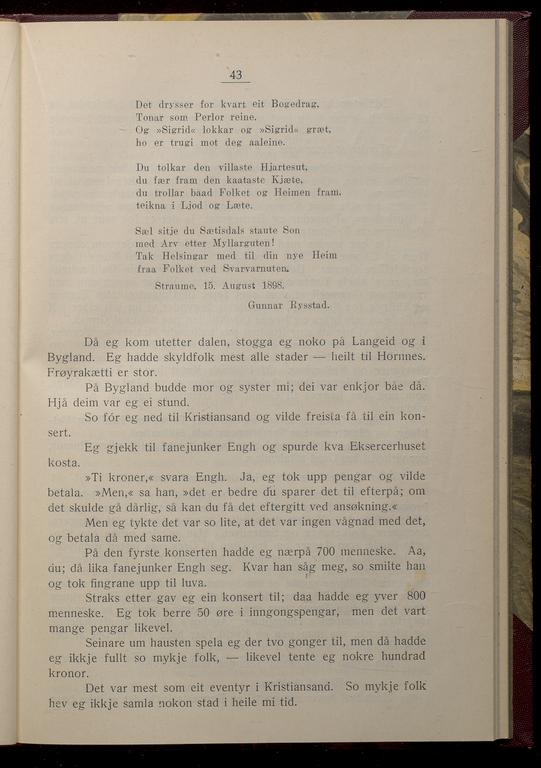 43
Det drysser for kvart eit Bogedrag,
Tonar som Perlor reine.
Og »Sigrid« lokkar og »Sigrid« græt,
ho er trugi mot deg aaleine.
Du tolkar den villaste Hjartesut,
du fær fram den kaataste Kjæte,
du trollar baad Folket og Heimen fram,
teikna i Ljod og Læte.
Sæl sitje du Sætisdals staute Son
med Arv etter Myllarguten!
Tak Helsingar med til din nye Heim
fraa Folket ved Svarvarnuten.
Straume, 15. August 1898.
Gunnar Rysstad.
Då eg kom utetter dalen, stogga eg noko på Langeid og i
Bygland. Eg hadde skyldfolk mest alle stader — heilt til Hornnes.
Frøyrakætti er stor.
På Bygland budde mor og syster mi; dei var enkjor båe då.
Hjå deim var eg ei stund.
So fór eg ned til Kristiansand og vilde freista få til ein kon-
sert.
Eg gjekk til fanejunker Engh og spurde kva Eksercerhuset
kosta.
»Ti kroner,« svara Engh. Ja, eg tok upp pengar og vilde
betala. »Men,« sa han, »det er bedre du sparer det til efterpå; om
det skulde gå dårlig, så kan du få det eftergitt ved ansøkning.«
Men eg tykte det var so lite, at det var ingen vågnad med det,
og betala då med same.
På den fyrste konserten hadde eg nærpå 700 menneske. Aa,
du; då lika fanejunker Engh seg. Kvar han såg meg, so smilte han
og tok fingrane upp til luva.
Straks etter gav eg ein konsert til; daa hadde eg yver 800
menneske. Eg tok berre 50 øre i inngongspengar, men det vart
mange pengar likevel.
Seinare um hausten spela eg der tvo gonger til, men då hadde
eg ikkje fullt so mykje folk, — likevel tente eg nokre hundrad
kronor.
Det var mest som eit eventyr i Kristiansand. So mykje folk
hev eg ikkje samla nokon stad i heile mi tid.